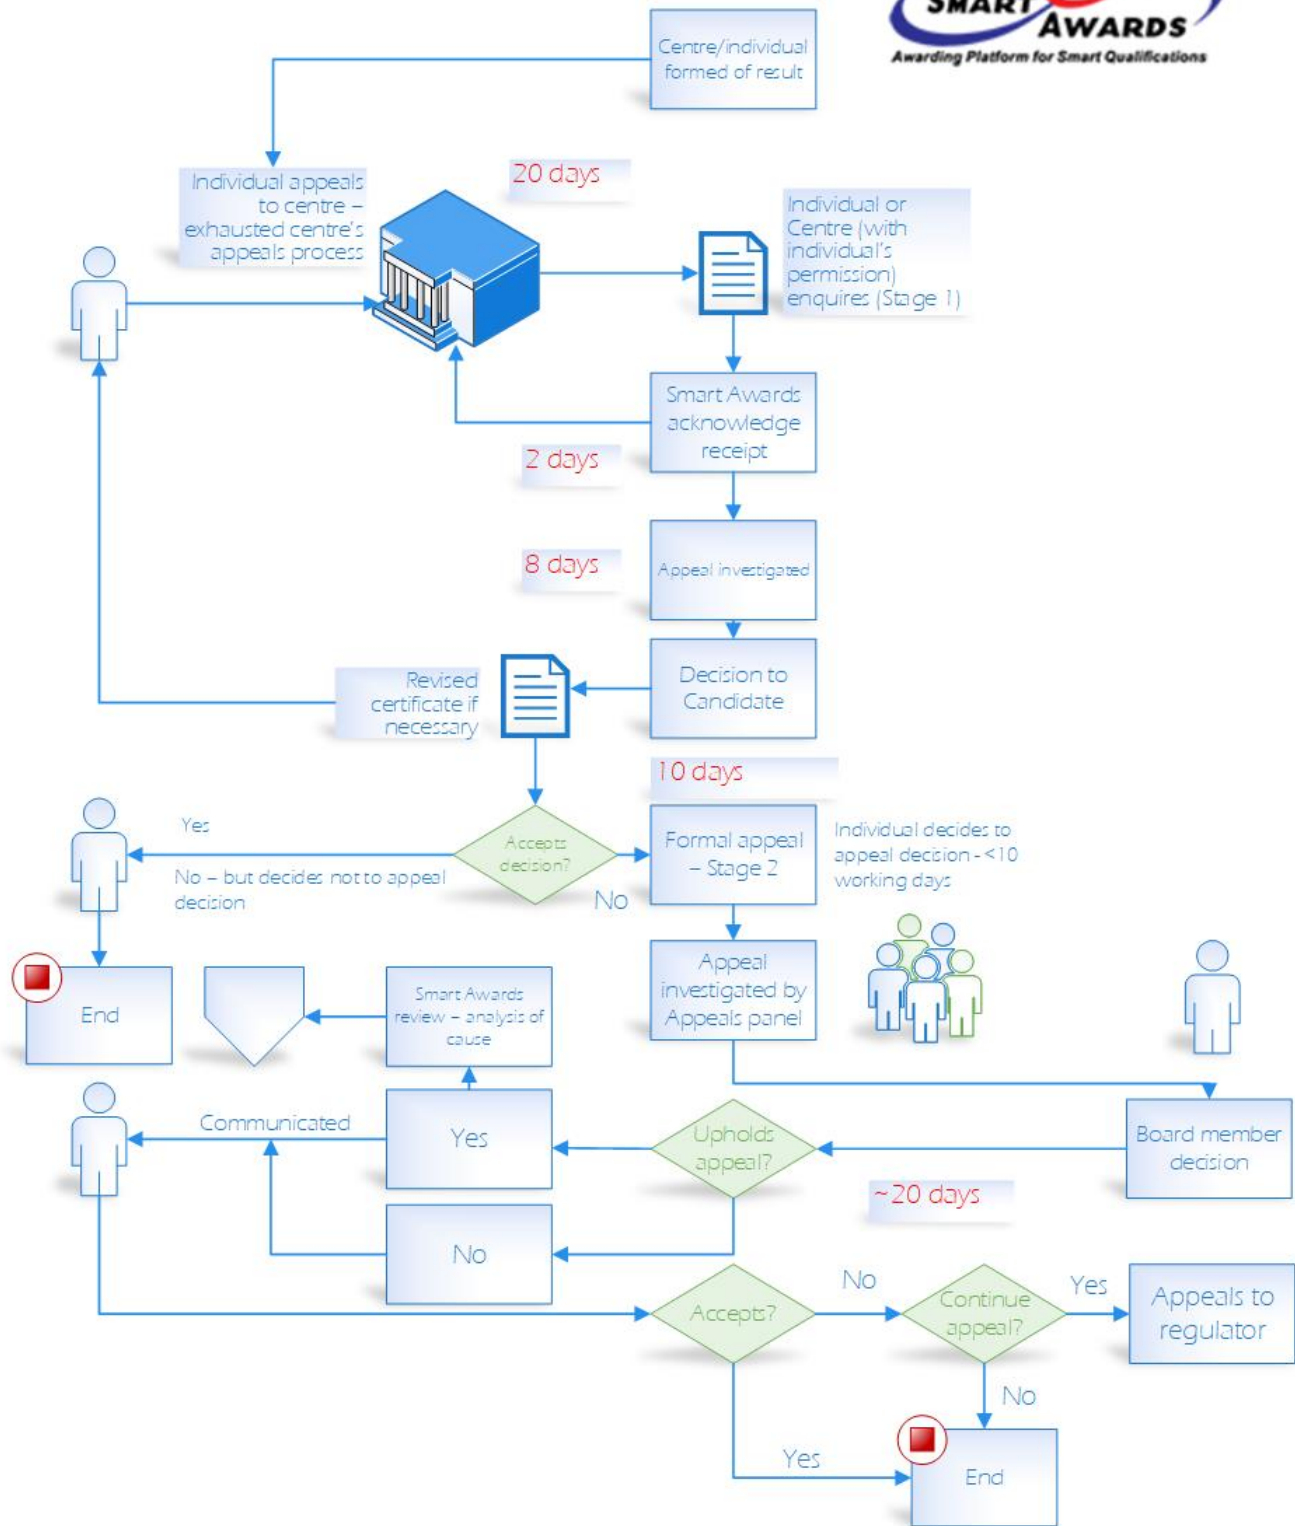 SMART
AWARDS
Awarding Platform for Smart Qualifications
Centre/individual
formed of result
20 days
Individual appeals
to centre –
exhausted centre's
appeals process
Individual or
Centre (with
individual's
permission)
enquires (Stage 1)
Smart Awards
acknowledge
receipt
2 days
8 days
Appeal investigated
Decision to
Candidate
Revised
certificate if
necessary
10 days
Yes
Accepts
decision?
Formal appeal
– Stage 2
Individual decides to
appeal decision - <10
working days
No – but decides not to appeal
decision
No
Appeal
investigated by
Appeals panel
End
Smart Awards
review – analysis of
cause
Communicated
Yes
Upholds
appeal?
Board member
decision
~20 days
No
Accepts?
No
Continue
appeal?
Yes
Appeals to
regulator
No
Yes
End